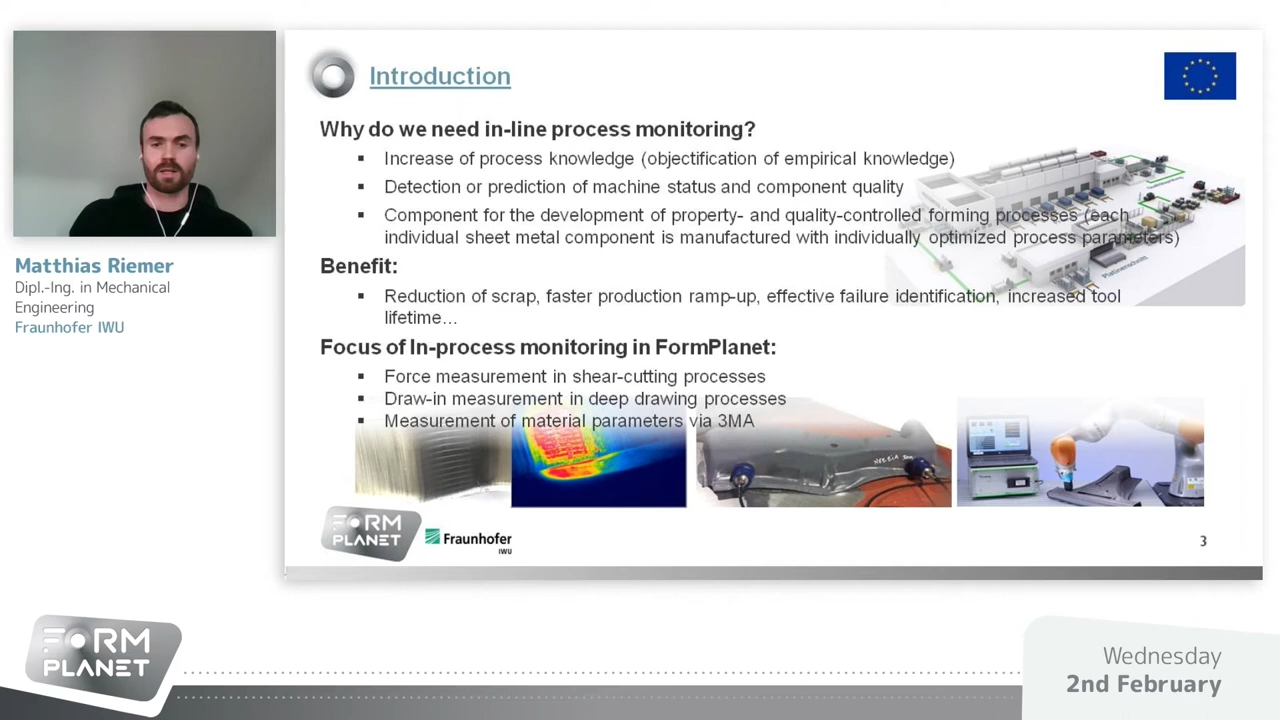 Introduction
Why do we need in-line process monitoring?
▪ Increase of process knowledge (objectification of empirical knowledge)
▪ Detection or prediction of machine status and component quality
▪ Component for the development of property- and quality-controlled forming processes (each
individual sheet metal component is manufactured with individually optimized process parameters)
Platinenschnitt
Benefit:
▪ Reduction of scrap, faster production ramp-up, effective failure identification, increased tool
lifetime…
Focus of In-process monitoring in FormPlanet:
▪ Force measurement in shear-cutting processes
▪ Draw-in measurement in deep drawing processes
▪ Measurement of material parameters via 3MA
FORM
PLANET
Fraunhofer
IWU
3
Matthias Riemer
Dipl.-Ing. in Mechanical
Engineering
Fraunhofer IWU
FORM
PLANET
Wednesday
2nd February